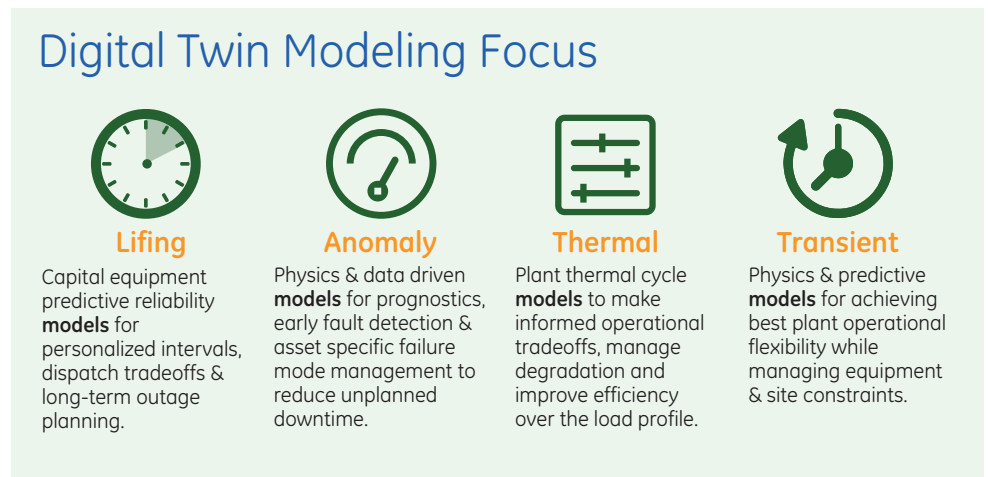 Digital Twin Modeling Focus
Lifing
Capital equipment
predictive reliability
models for
personalized intervals,
dispatch tradeoffs &
long-term outage
planning.
Anomaly
Physics & data driven
models for prognostics,
early fault detection &
asset specific failure
mode management to
reduce unplanned
downtime.
Thermal
Plant thermal cycle
models to make
informed operational
tradeoffs, manage
degradation and
improve efficiency
over the load profile.
Transient
Physics & predictive
models for achieving
best plant operational
flexibility while
managing equipment
& site constraints.